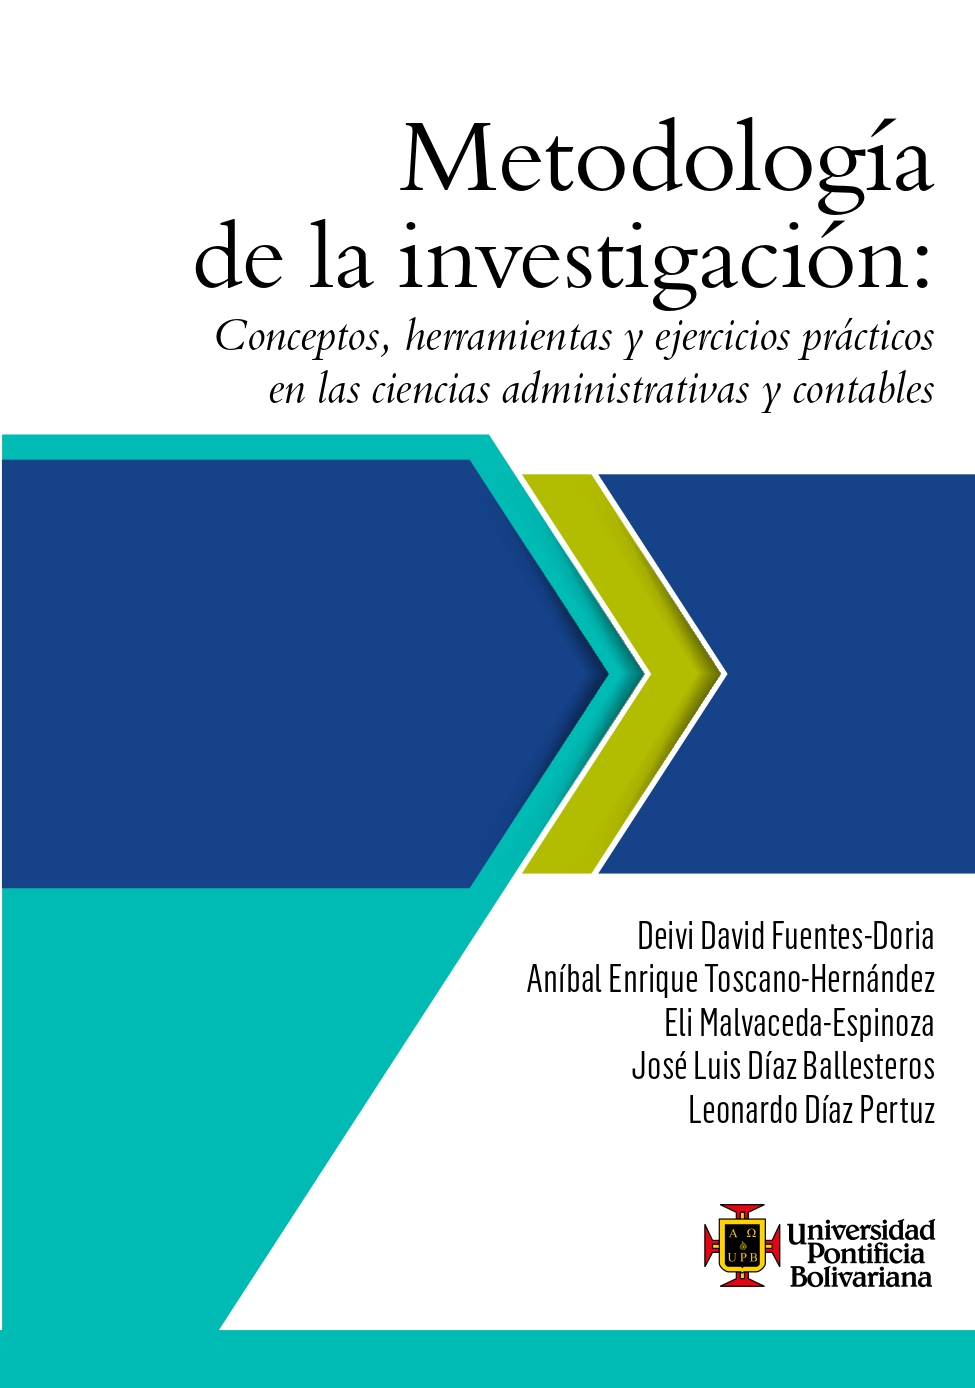 Metodología
de la investigación:
Conceptos, herramientas y ejercicios prácticos
en las ciencias administrativas y contables
Deivi David Fuentes-Doria
Aníbal Enrique Toscano-Hernández
Eli Malvaceda-Espinoza
José Luis Díaz Ballesteros
Leonardo Díaz Pertuz
Α Ω
UPB
Universidad
Pontificia
Bolivariana